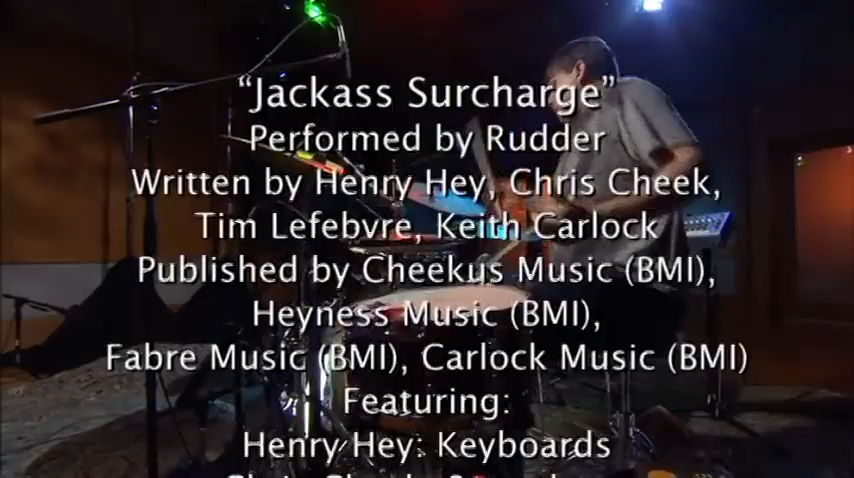 “Jackass Surcharge”
Performed by Rudder
Written by Henry Hey, Chris Cheek,
Tim Lefebvre, Keith Carlock
Published by Cheekus Music (BMI),
Heyness Music (BMI),
Fabre Music (BMI), Carlock Music (BMI)
Featuring:
Henry Hey: Keyboards